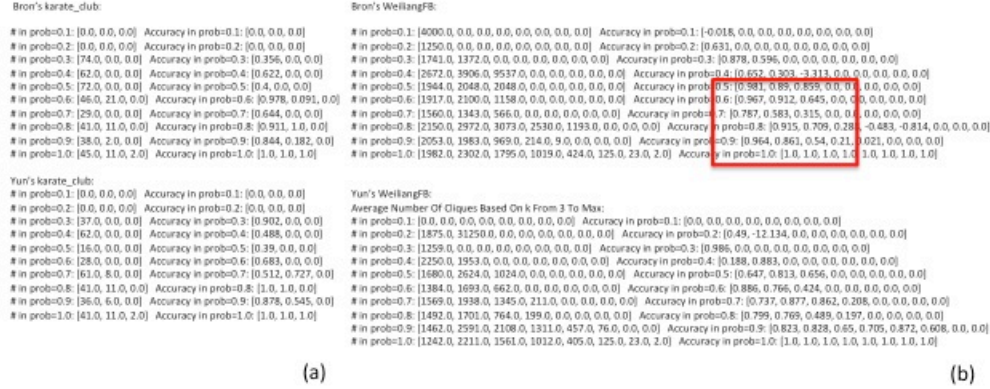 Bron's karate_club:
# in prob=0.1: [0.0, 0.0, 0.0] Accuracy in prob=0.1: [0.0, 0.0, 0.0]
# in prob=0.2: [0.0, 0.0, 0.0] Accuracy in prob=0.2: [0.0, 0.0, 0.0]
# in prob=0.3: [74.0, 0.0, 0.0] Accuracy in prob=0.3: [0.356, 0.0, 0.0]
# in prob=0.4: [62.0, 0.0, 0.0] Accuracy in prob=0.4: [0.622, 0.0, 0.0]
# in prob=0.5: [72.0, 0.0, 0.0] Accuracy in prob=0.5: [0.4, 0.0, 0.0]
# in prob=0.6: [46.0, 21.0, 0.0] Accuracy in prob=0.6: [0.978, 0.091, 0.0]
# in prob=0.7: [29.0, 0.0, 0.0] Accuracy in prob=0.7: [0.644, 0.0, 0.0]
# in prob=0.8: [41.0, 11.0, 0.0] Accuracy in prob=0.8: [0.911, 1.0, 0.0]
# in prob=0.9: [38.0, 2.0, 0.0] Accuracy in prob=0.9: [0.844, 0.182, 0.0]
# in prob=1.0: [45.0, 11.0, 2.0] Accuracy in prob=1.0: [1.0, 1.0, 1.0]
Yun's karate_club:
# in prob=0.1: [0.0, 0.0, 0.0] Accuracy in prob=0.1: [0.0, 0.0, 0.0]
# in prob=0.2: [0.0, 0.0, 0.0] Accuracy in prob=0.2: [0.0, 0.0, 0.0]
# in prob=0.3: [37.0, 0.0, 0.0] Accuracy in prob=0.3: [0.902, 0.0, 0.0]
# in prob=0.4: [62.0, 0.0, 0.0] Accuracy in prob=0.4: [0.488, 0.0, 0.0]
# in prob=0.5: [16.0, 0.0, 0.0] Accuracy in prob=0.5: [0.39, 0.0, 0.0]
# in prob=0.6: [28.0, 0.0, 0.0] Accuracy in prob=0.6: [0.683, 0.0, 0.0]
# in prob=0.7: [61.0, 8.0, 0.0] Accuracy in prob=0.7: [0.512, 0.727, 0.0]
# in prob=0.8: [41.0, 11.0, 0.0] Accuracy in prob=0.8: [1.0, 1.0, 0.0]
# in prob=0.9: [36.0, 6.0, 0.0] Accuracy in prob=0.9: [0.878, 0.545, 0.0]
# in prob=1.0: [41.0, 11.0, 2.0] Accuracy in prob=1.0: [1.0, 1.0, 1.0]
(a)
Bron's WeiliangFB:
# in prob=0.1: [4000.0, 0.0, 0.0, 0.0, 0.0, 0.0, 0.0, 0.0] Accuracy in prob=0.1: [-0.018, 0.0, 0.0, 0.0, 0.0, 0.0, 0.0, 0.0]
# in prob=0.2: [1250.0, 0.0, 0.0, 0.0, 0.0, 0.0, 0.0, 0.0] Accuracy in prob=0.2: [0.631, 0.0, 0.0, 0.0, 0.0, 0.0, 0.0, 0.0]
# in prob=0.3: [1741.0, 1372.0, 0.0, 0.0, 0.0, 0.0, 0.0, 0.0] Accuracy in prob=0.3: [0.878, 0.596, 0.0, 0.0, 0.0, 0.0, 0.0, 0.0]
# in prob=0.4: [2672.0, 3906.0, 9537.0, 0.0, 0.0, 0.0, 0.0, 0.0] Accuracy in prob=0.4: [0.652, 0.303, -3.313, 0.0, 0.0, 0.0, 0.0, 0.0]
# in prob=0.5: [1944.0, 2048.0, 2048.0, 0.0, 0.0, 0.0, 0.0, 0.0] Accuracy in prob=0.5: [0.981, 0.89, 0.859, 0.0, 0.0, 0.0, 0.0, 0.0]
# in prob=0.6: [1917.0, 2100.0, 1158.0, 0.0, 0.0, 0.0, 0.0, 0.0] Accuracy in prob=0.6: [0.967, 0.912, 0.645, 0.0, 0.0, 0.0, 0.0, 0.0]
# in prob=0.7: [1560.0, 1343.0, 566.0, 0.0, 0.0, 0.0, 0.0, 0.0] Accuracy in prob=0.7: [0.787, 0.583, 0.315, 0.0, 0.0, 0.0, 0.0, 0.0]
# in prob=0.8: [2150.0, 2972.0, 3073.0, 2530.0, 1193.0, 0.0, 0.0, 0.0] Accuracy in prob=0.8: [0.915, 0.709, 0.288, -0.483, -0.814, 0.0, 0.0, 0.0]
# in prob=0.9: [2053.0, 1983.0, 969.0, 214.0, 9.0, 0.0, 0.0, 0.0] Accuracy in prob=0.9: [0.964, 0.861, 0.54, 0.21, 0.021, 0.0, 0.0, 0.0]
# in prob=1.0: [1982.0, 2302.0, 1795.0, 1019.0, 424.0, 125.0, 23.0, 2.0] Accuracy in prob=1.0: [1.0, 1.0, 1.0, 1.0, 1.0, 1.0, 1.0, 1.0]
Yun's WeiliangFB:
Average Number Of Cliques Based On k From 3 To Max:
# in prob=0.1: [0.0, 0.0, 0.0, 0.0, 0.0, 0.0, 0.0, 0.0] Accuracy in prob=0.1: [0.0, 0.0, 0.0, 0.0, 0.0, 0.0, 0.0, 0.0]
# in prob=0.2: [1875.0, 31250.0, 0.0, 0.0, 0.0, 0.0, 0.0, 0.0] Accuracy in prob=0.2: [0.49, -12.134, 0.0, 0.0, 0.0, 0.0, 0.0, 0.0]
# in prob=0.3: [1259.0, 0.0, 0.0, 0.0, 0.0, 0.0, 0.0, 0.0] Accuracy in prob=0.3: [0.986, 0.0, 0.0, 0.0, 0.0, 0.0, 0.0, 0.0]
# in prob=0.4: [2250.0, 1953.0, 0.0, 0.0, 0.0, 0.0, 0.0, 0.0] Accuracy in prob=0.4: [0.188, 0.883, 0.0, 0.0, 0.0, 0.0, 0.0, 0.0]
# in prob=0.5: [1680.0, 2624.0, 1024.0, 0.0, 0.0, 0.0, 0.0, 0.0] Accuracy in prob=0.5: [0.647, 0.813, 0.656, 0.0, 0.0, 0.0, 0.0, 0.0]
# in prob=0.6: [1384.0, 1693.0, 662.0, 0.0, 0.0, 0.0, 0.0, 0.0] Accuracy in prob=0.6: [0.886, 0.766, 0.424, 0.0, 0.0, 0.0, 0.0, 0.0]
# in prob=0.7: [1569.0, 1938.0, 1345.0, 211.0, 0.0, 0.0, 0.0, 0.0] Accuracy in prob=0.7: [0.737, 0.877, 0.862, 0.208, 0.0, 0.0, 0.0, 0.0]
# in prob=0.8: [1492.0, 1701.0, 764.0, 199.0, 0.0, 0.0, 0.0, 0.0] Accuracy in prob=0.8: [0.799, 0.769, 0.489, 0.197, 0.0, 0.0, 0.0, 0.0]
# in prob=0.9: [1462.0, 2591.0, 2108.0, 1311.0, 457.0, 76.0, 0.0, 0.0] Accuracy in prob=0.9: [0.823, 0.828, 0.65, 0.705, 0.872, 0.608, 0.0, 0.0]
# in prob=1.0: [1242.0, 2211.0, 1561.0, 1012.0, 405.0, 125.0, 23.0, 2.0] Accuracy in prob=1.0: [1.0, 1.0, 1.0, 1.0, 1.0, 1.0, 1.0, 1.0]
(b)